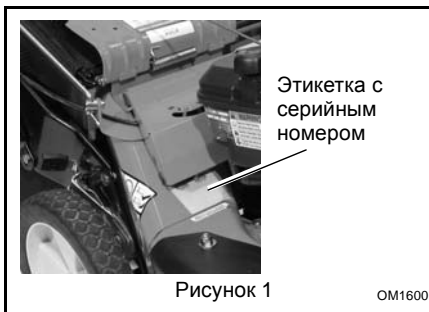 Этикетка с
серийным
номером
Рисунок 1
OM1600